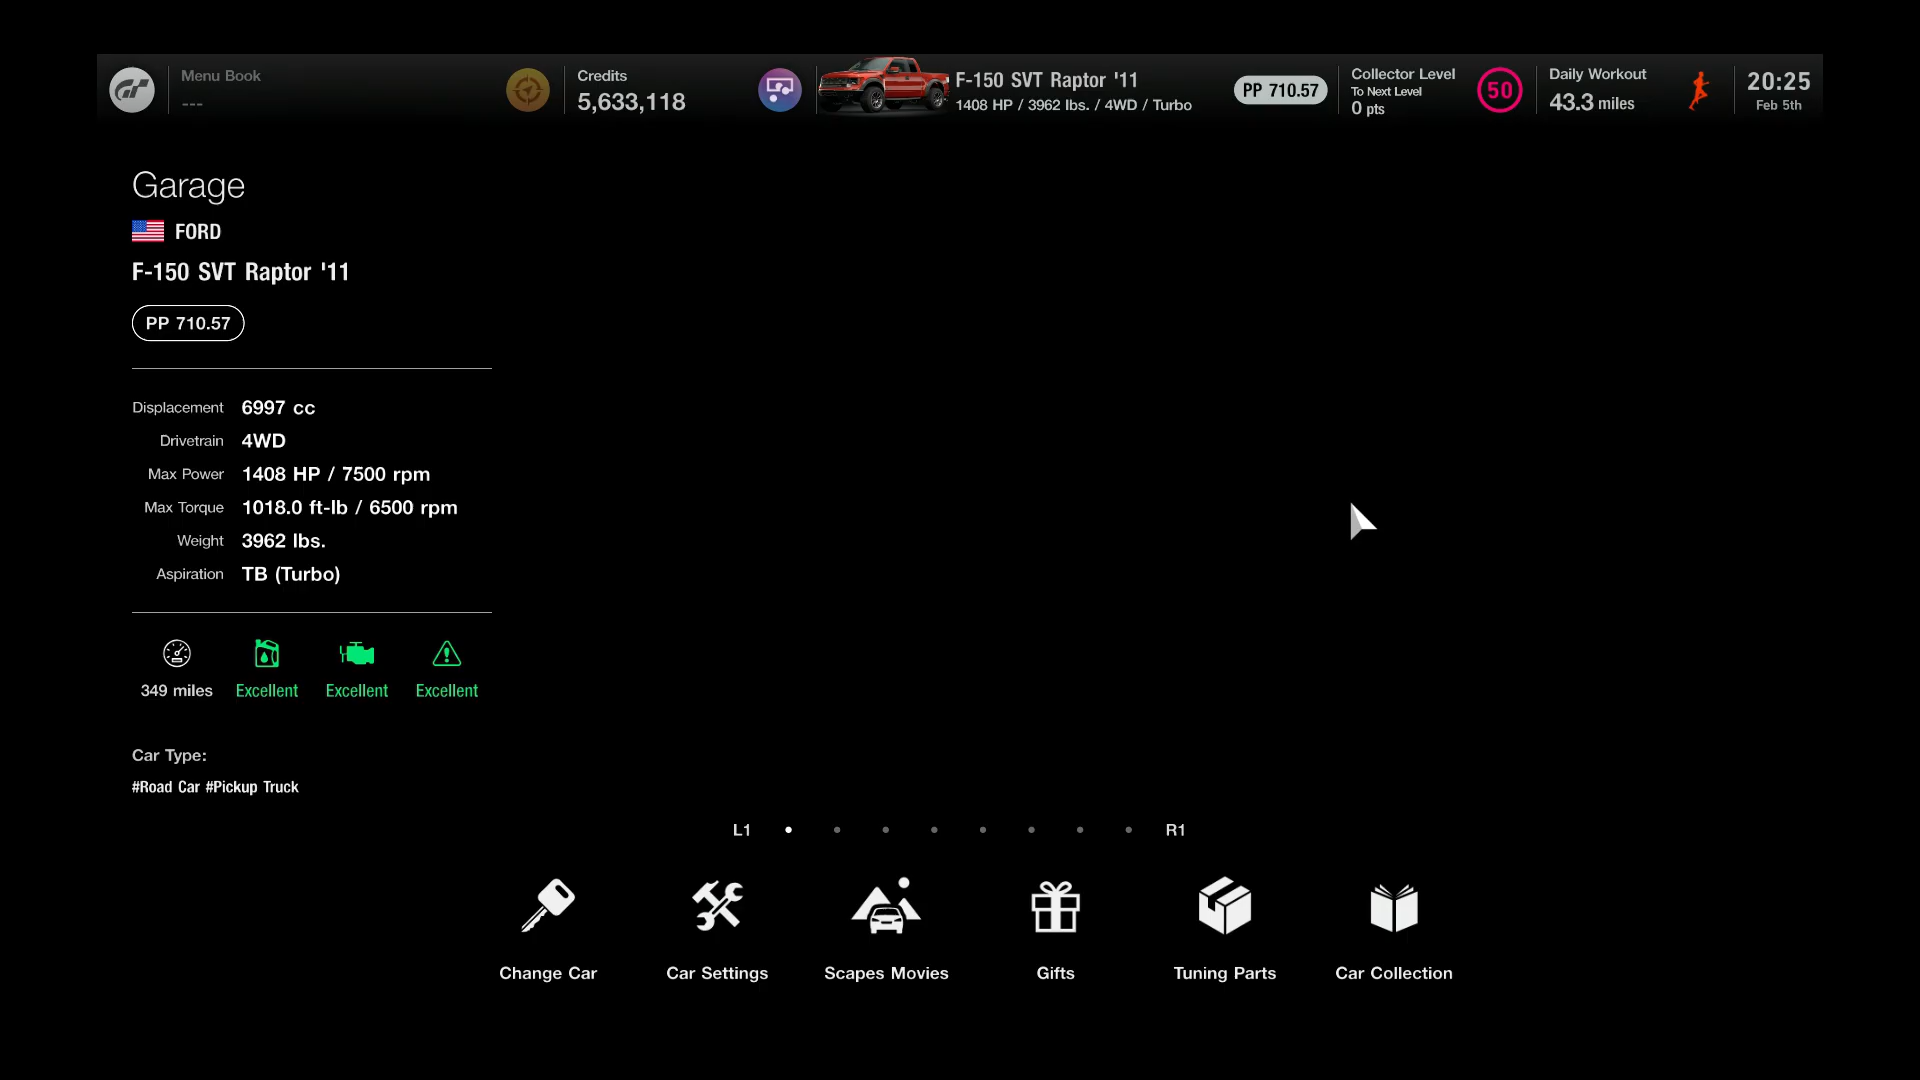 Menu Book
---
Credits
5,633,118
F-150 SVT Raptor '11
1408 HP / 3962 lbs. / 4WD / Turbo
PP 710.57
Collector Level
To Next Level
0 pts
50
Daily Workout
43.3 miles
20:25
Feb 5th
Garage
FORD
F-150 SVT Raptor '11
PP 710.57
Displacement 6997 cc
Drivetrain 4WD
Max Power 1408 HP / 7500 rpm
Max Torque 1018.0 ft-lb / 6500 rpm
Weight 3962 lbs.
Aspiration TB (Turbo)
349 miles Excellent Excellent Excellent
Car Type:
#Road Car #Pickup Truck
L1 R1
Change Car Car Settings Scapes Movies Gifts Tuning Parts Car Collection